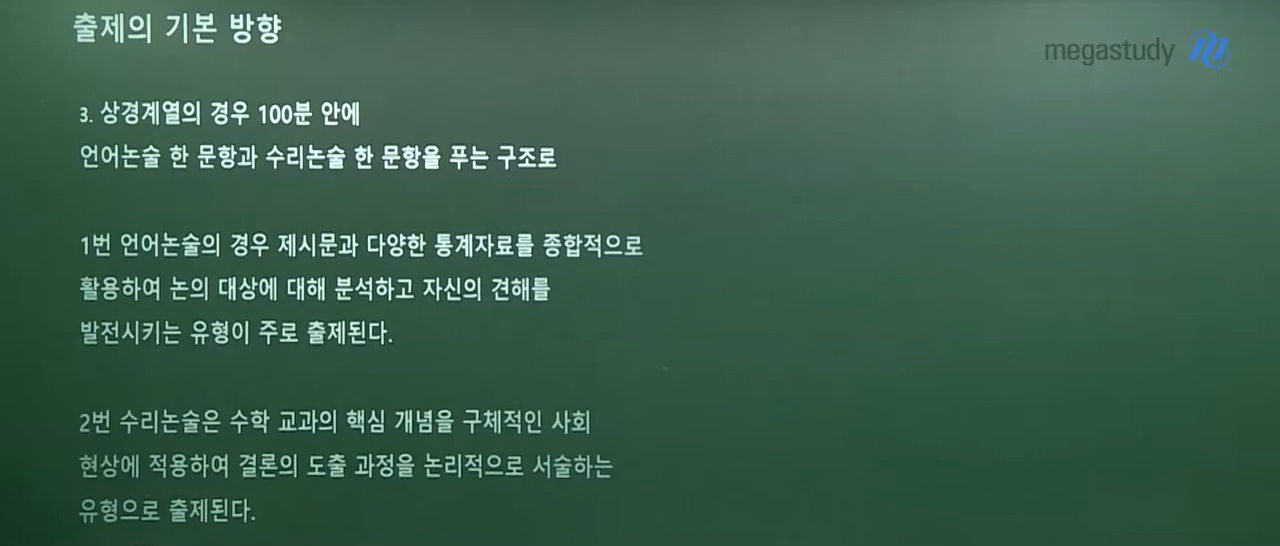 출제의 기본 방향
megastudy
3. 상경계열의 경우 100분 안에
언어논술 한 문항과 수리논술 한 문항을 푸는 구조로
1번 언어논술의 경우 제시문과 다양한 통계자료를 종합적으로
활용하여 논의 대상에 대해 분석하고 자신의 견해를
발전시키는 유형이 주로 출제된다.
2번 수리논술은 수학 교과의 핵심 개념을 구체적인 사회
현상에 적용하여 결론의 도출 과정을 논리적으로 서술하는
유형으로 출제된다.